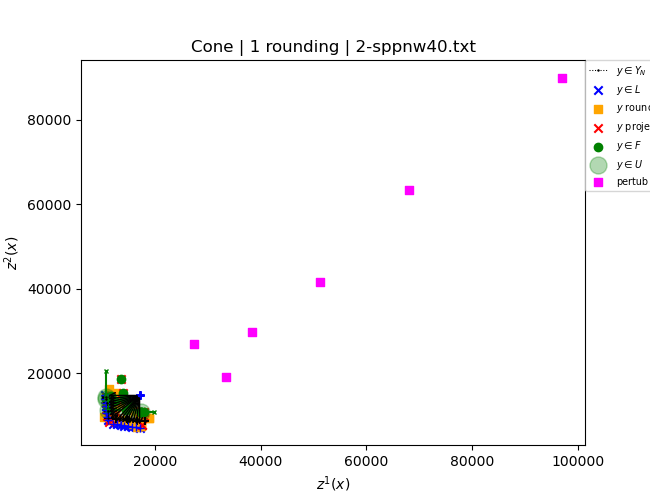 Cone | 1 rounding | 2-sppnw40.txt
y ∈ Y_N
y ∈ L
y round
y proje
y ∈ F
y ∈ U
pertub
80000
60000
40000
20000
z²(x)
20000 40000 60000 80000 100000
z¹(x)